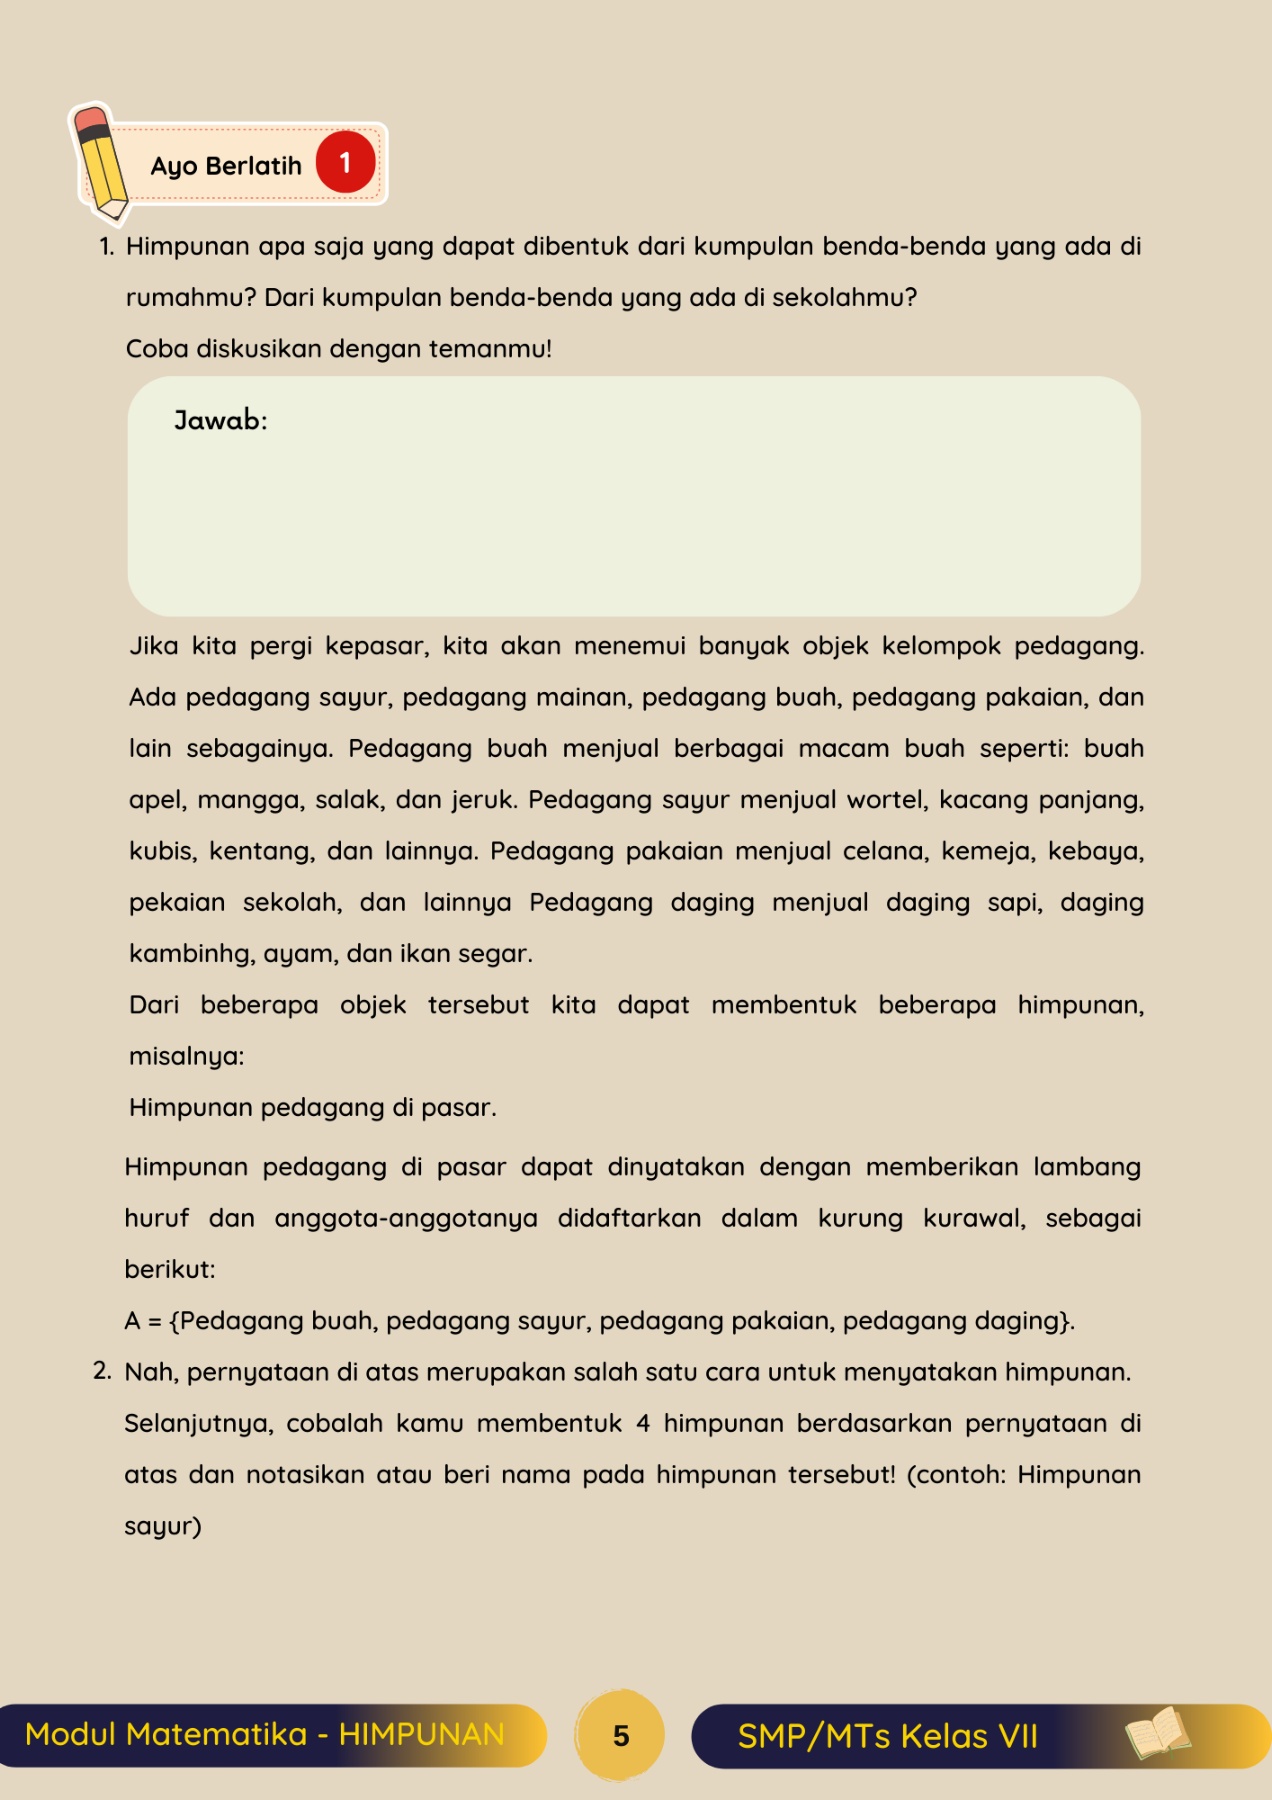 Ayo Berlatih 1
1. Himpunan apa saja yang dapat dibentuk dari kumpulan benda-benda yang ada di
rumahmu? Dari kumpulan benda-benda yang ada di sekolahmu?
Coba diskusikan dengan temanmu!
Jawab:
Jika kita pergi kepasar, kita akan menemui banyak objek kelompok pedagang.
Ada pedagang sayur, pedagang mainan, pedagang buah, pedagang pakaian, dan
lain sebagainya. Pedagang buah menjual berbagai macam buah seperti: buah
apel, mangga, salak, dan jeruk. Pedagang sayur menjual wortel, kacang panjang,
kubis, kentang, dan lainnya. Pedagang pakaian menjual celana, kemeja, kebaya,
pekaian sekolah, dan lainnya Pedagang daging menjual daging sapi, daging
kambinhg, ayam, dan ikan segar.
Dari beberapa objek tersebut kita dapat membentuk beberapa himpunan,
misalnya:
Himpunan pedagang di pasar.
Himpunan pedagang di pasar dapat dinyatakan dengan memberikan lambang
huruf dan anggota-anggotanya didaftarkan dalam kurung kurawal, sebagai
berikut:
A = {Pedagang buah, pedagang sayur, pedagang pakaian, pedagang daging}.
2. Nah, pernyataan di atas merupakan salah satu cara untuk menyatakan himpunan.
Selanjutnya, cobalah kamu membentuk 4 himpunan berdasarkan pernyataan di
atas dan notasikan atau beri nama pada himpunan tersebut! (contoh: Himpunan
sayur)
Modul Matematika - HIMPUNAN
5
SMP/MTs Kelas VII